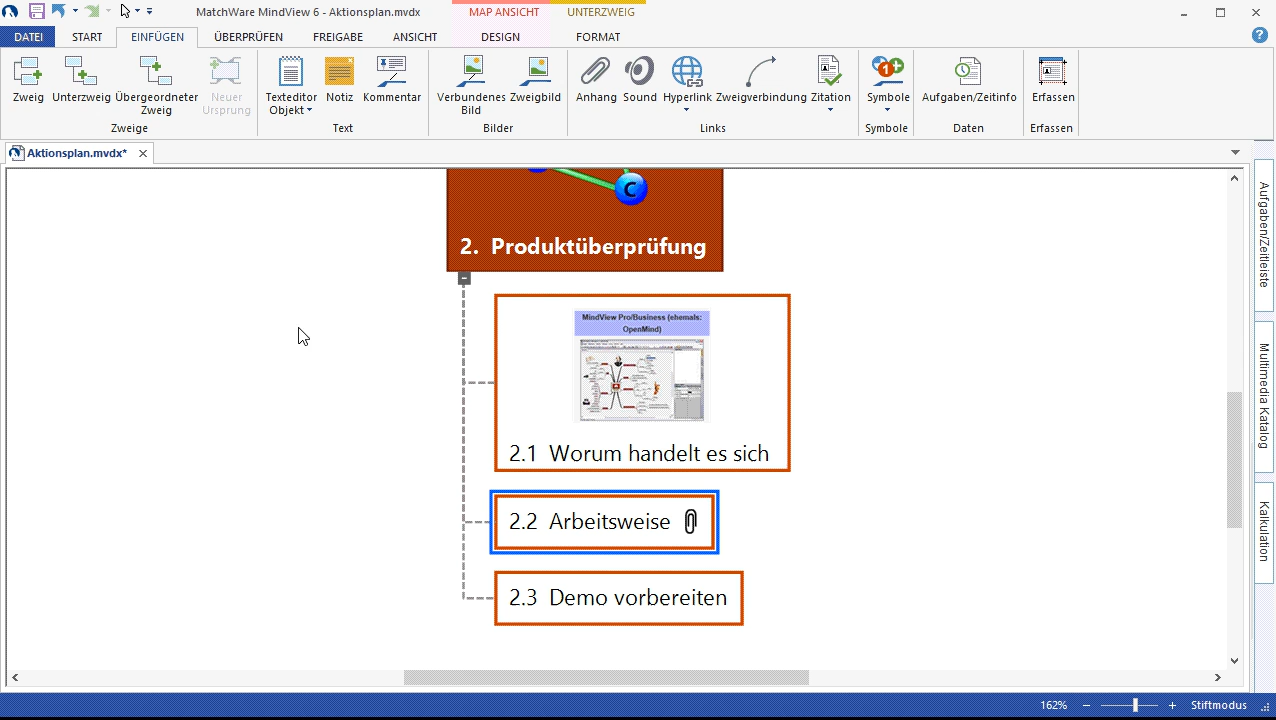 MatchWare MindView 6 - Aktionsplan.mvdx
MAP ANSICHT
UNTERZWEIG
DATEI
START
EINFÜGEN
ÜBERPRÜFEN
FREIGABE
ANSICHT
DESIGN
FORMAT
Zweig
Unterzweig
Übergeordneter
Zweig
Neuer
Ursprung
Texteditor
Objekt
Notiz
Kommentar
Verbundenes
Bild
Zweigbild
Anhang
Sound
Hyperlink
Zweigverbindung
Zitation
Symbole
Aufgaben/Zeitinfo
Erfassen
Zweige
Text
Bilder
Links
Symbole
Daten
Erfassen
Aktionsplan.mvdx*
C
2. Produktüberprüfung
MindView Pro/Business (ehemals:
OpenMind)
2.1 Worum handelt es sich
2.2 Arbeitsweise
2.3 Demo vorbereiten
Aufgaben/Zeitleiste
Multimedia Katalog
Kalkulation
162%
Stiftmodus